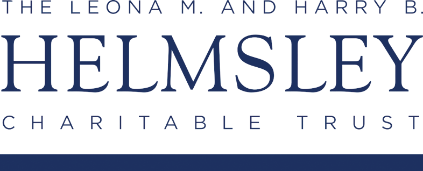 THE LEONA M. AND HARRY B.
HELMSLEY
CHARITABLE TRUST